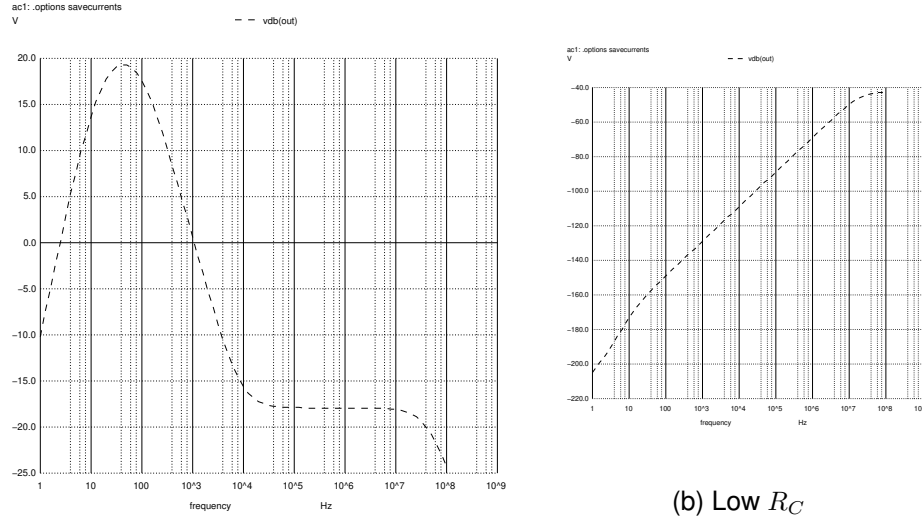 ac1: .options savecurrents
V
vdb(out)
20.0
15.0
10.0
5.0
0.0
−5.0
−10.0
−15.0
−20.0
−25.0
1 10 100 10^3 10^4 10^5 10^6 10^7 10^8 10^9
frequency Hz
ac1: .options savecurrents
V
vdb(out)
−40.0
−60.0
−80.0
−100.0
−120.0
−140.0
−160.0
−180.0
−200.0
−220.0
1 10 100 10^3 10^4 10^5 10^6 10^7 10^8
frequency Hz
(b) Low R_C